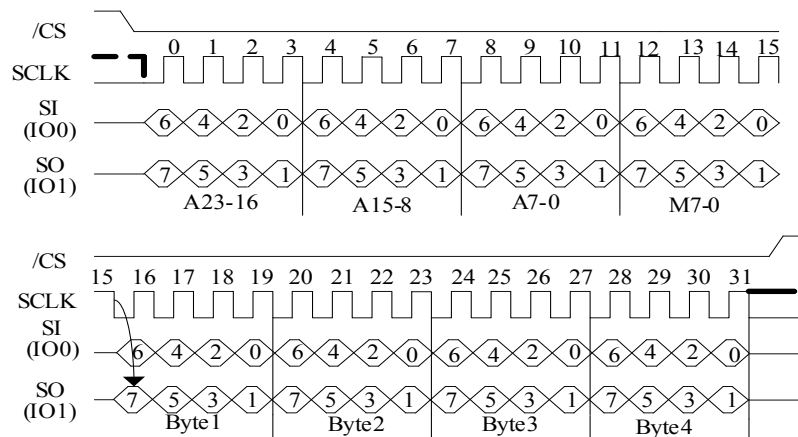 /CS
0 1 2 3 4 5 6 7 8 9 10 11 12 13 14 15
SCLK
SI
(IO0)
6 4 2 0 6 4 2 0 6 4 2 0 6 4 2 0
SO
(IO1)
7 5 3 1 7 5 3 1 7 5 3 1 7 5 3 1
A23-16 A15-8 A7-0 M7-0
/CS
15 16 17 18 19 20 21 22 23 24 25 26 27 28 29 30 31
SCLK
SI
(IO0)
6 4 2 0 6 4 2 0 6 4 2 0 6 4 2 0
SO
(IO1)
7 5 3 1 7 5 3 1 7 5 3 1 7 5 3 1
Byte1 Byte2 Byte3 Byte4